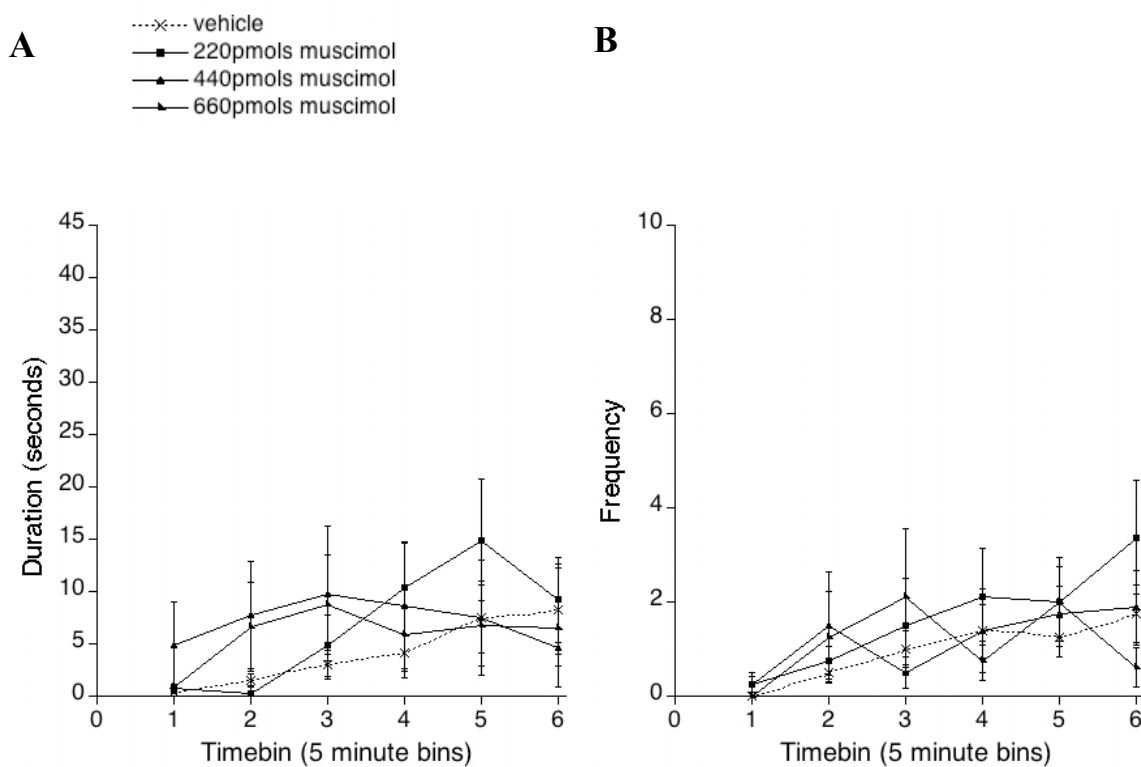 A
vehicle
220pmols muscimol
440pmols muscimol
660pmols muscimol
B
45
40
35
30
25
20
15
10
5
0
Duration (seconds)
0 1 2 3 4 5 6
Timebin (5 minute bins)
10
8
6
4
2
0
Frequency
0 1 2 3 4 5 6
Timebin (5 minute bins)